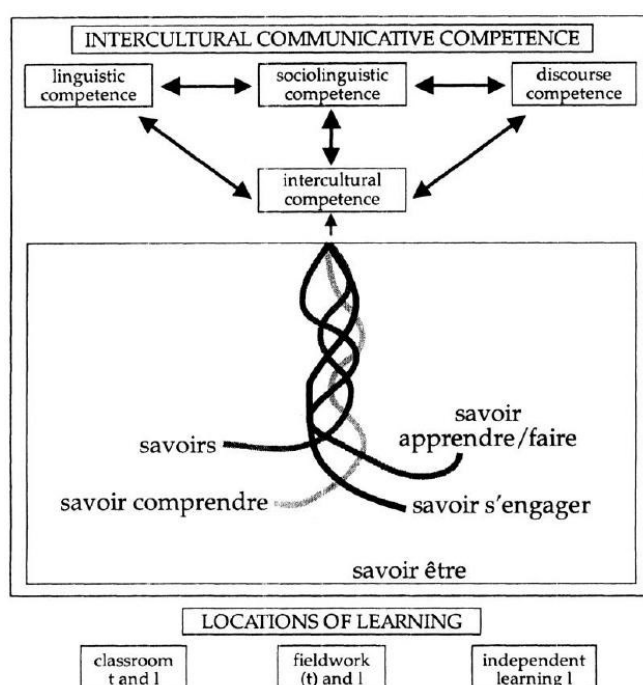 INTERCULTURAL COMMUNICATIVE COMPETENCE
linguistic
competence
sociolinguistic
competence
discourse
competence
intercultural
competence
savoirs
savoir
apprendre/faire
savoir comprendre
savoir s'engager
savoir être
LOCATIONS OF LEARNING
classroom
t and l
fieldwork
(t) and l
independent
learning l